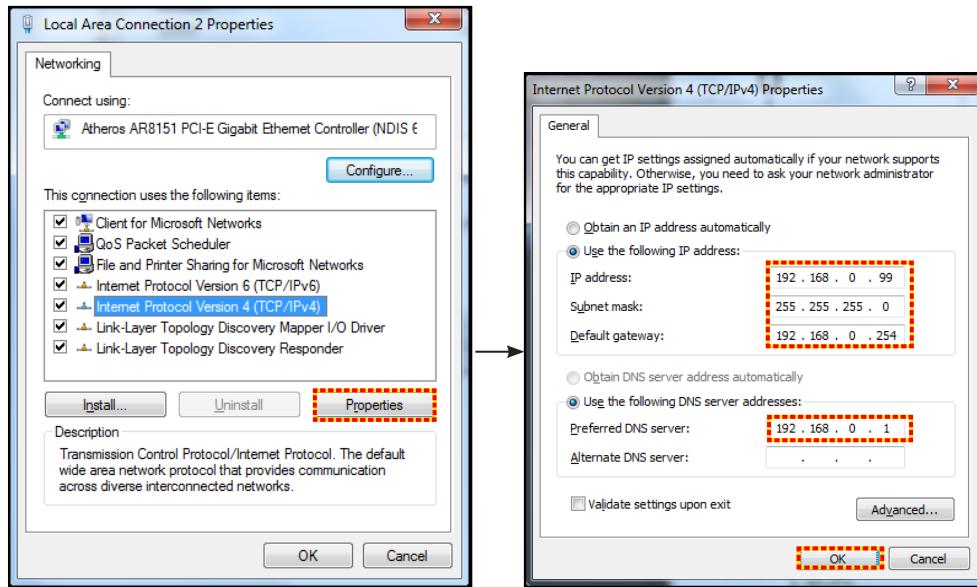 Local Area Connection 2 Properties
Networking
Connect using:
Atheros AR8151 PCI-E Gigabit Ethernet Controller (NDIS 6
Configure...
This connection uses the following items:
Client for Microsoft Networks
QoS Packet Scheduler
File and Printer Sharing for Microsoft Networks
Internet Protocol Version 6 (TCP/IPv6)
Internet Protocol Version 4 (TCP/IPv4)
Link-Layer Topology Discovery Mapper I/O Driver
Link-Layer Topology Discovery Responder
Install...
Uninstall
Properties
Description
Transmission Control Protocol/Internet Protocol. The default
wide area network protocol that provides communication
across diverse interconnected networks.
OK
Cancel
Internet Protocol Version 4 (TCP/IPv4) Properties
General
You can get IP settings assigned automatically if your network supports
this capability. Otherwise, you need to ask your network administrator
for the appropriate IP settings.
Obtain an IP address automatically
Use the following IP address:
IP address: 192 . 168 . 0 . 99
Subnet mask: 255 . 255 . 255 . 0
Default gateway: 192 . 168 . 0 . 254
Obtain DNS server address automatically
Use the following DNS server addresses:
Preferred DNS server: 192 . 168 . 0 . 1
Alternate DNS server: . . .
Validate settings upon exit
Advanced...
OK
Cancel